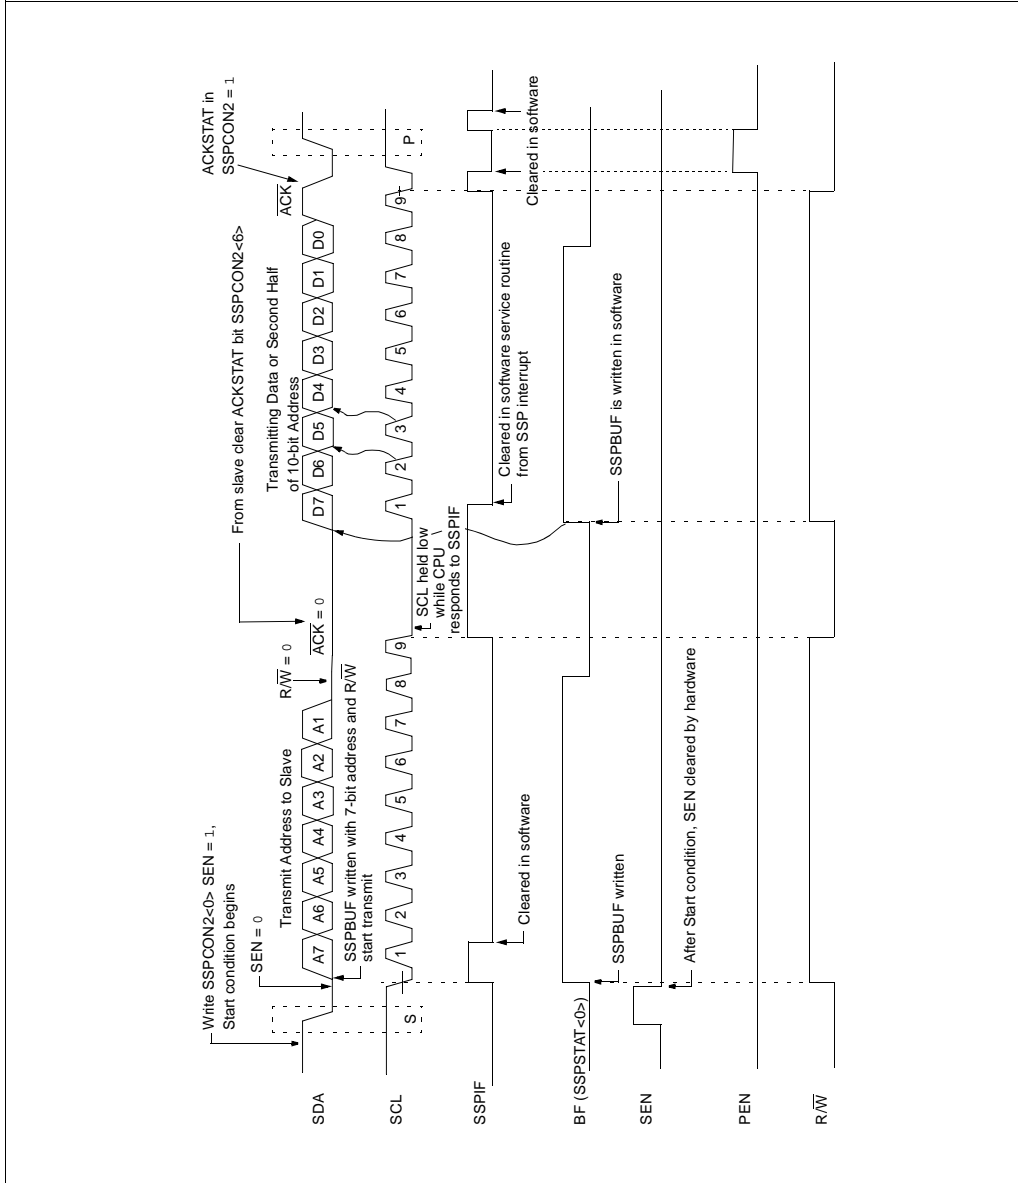 Write SSPCON2<0> SEN = 1,
Start condition begins
SEN = 0
Transmit Address to Slave
R/W = 0
ACK = 0
From slave clear ACKSTAT bit SSPCON2<6>
Transmitting Data or Second Half
of 10-bit Address
ACK
ACKSTAT in
SSPCON2 = 1
SDA
A7 A6 A5 A4 A3 A2 A1
D7 D6 D5 D4 D3 D2 D1 D0
SSPBUF written with 7-bit address and R/W
start transmit
SCL
S
1 2 3 4 5 6 7 8 9
1 2 3 4 5 6 7 8 9
P
SCL held low
while CPU
responds to SSPIF
SSPIF
Cleared in software
Cleared in software service routine
from SSP interrupt
Cleared in software
BF (SSPSTAT<0>)
SSPBUF written
SSPBUF is written in software
SEN
After Start condition, SEN cleared by hardware
PEN
R/W